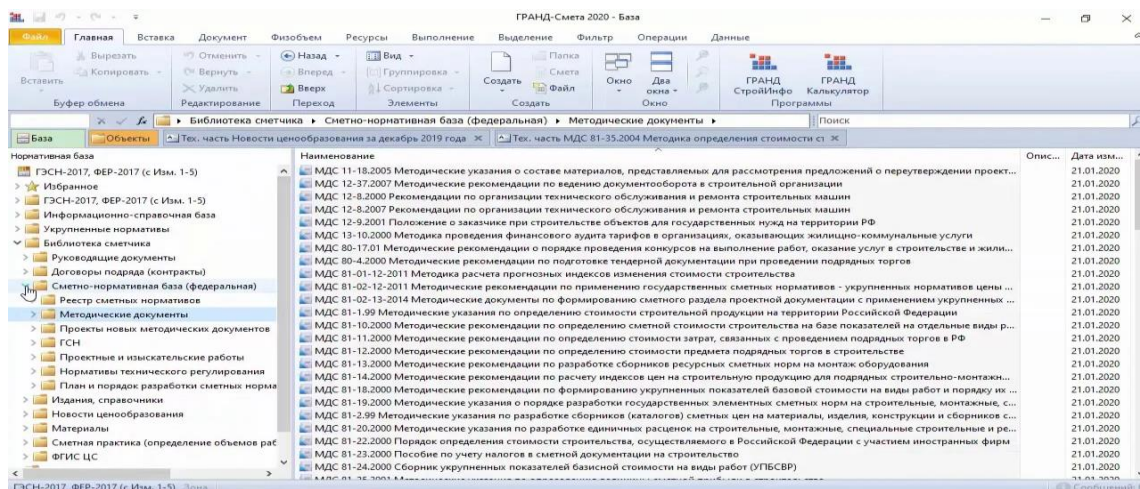 ГРАНД-Смета 2020 - База
Файл Главная Вставка Документ Физобъем Ресурсы Выполнение Выделение Фильтр Операции Данные
Вставить
Вырезать
Копировать
Буфер обмена
Отменить
Вернуть
Удалить
Редактирование
Назад
Вперед
Вверх
Переход
Вид
Группировка
Сортировка
Элементы
Создать
Папка
Смета
Файл
Создать
Окно
Два окна
Окно
ГРАНД СтройИнфо
ГРАНД Калькулятор
Программы
Библиотека сметчика Сметно-нормативная база (федеральная) Методические документы
Поиск
База Объекты Тех. часть Новости ценообразования за декабрь 2019 года Тех. часть МДС 81-35.2004 Методика определения стоимости ст
Нормативная база
ГЭСН-2017, ФЕР-2017 (с Изм. 1-5)
Избранное
ГЭСН-2017, ФЕР-2017 (с Изм. 1-5)
Информационно-справочная база
Укрупненные нормативы
Библиотека сметчика
Руководящие документы
Договоры подряда (контракты)
Сметно-нормативная база (федеральная)
Реестр сметных нормативов
Методические документы
Проекты новых методических документов
ГСН
Проектные и изыскательские работы
Нормативы технического регулирования
План и порядок разработки сметных норма
Издания, справочники
Новости ценообразования
Материалы
Сметная практика (определение объемов раб
ФГИС ЦС
Наименование Опис... Дата изм...
МДС 11-18.2005 Методические указания о составе материалов, представляемых для рассмотрения предложений о переутверждении проект... 21.01.2020
МДС 12-37.2007 Методические рекомендации по ведению документооборота в строительной организации 21.01.2020
МДС 12-8.2000 Рекомендации по организации технического обслуживания и ремонта строительных машин 21.01.2020
МДС 12-8.2007 Рекомендации по организации технического обслуживания и ремонта строительных машин 21.01.2020
МДС 12-9.2001 Положение о заказчике при строительстве объектов для государственных нужд на территории РФ 21.01.2020
МДС 13-10.2000 Методика проведения финансового аудита тарифов в организациях, оказывающих жилищно-коммунальные услуги 21.01.2020
МДС 80-17.01 Методические рекомендации о порядке проведения конкурсов на выполнение работ, оказание услуг в строительстве и жили... 21.01.2020
МДС 80-4.2000 Методические рекомендации по подготовке тендерной документации при проведении подрядных торгов 21.01.2020
МДС 81-01-12-2011 Методика расчета прогнозных индексов изменения стоимости строительства 21.01.2020
МДС 81-02-12-2011 Методические рекомендации по применению государственных сметных нормативов - укрупненных нормативов цены ... 21.01.2020
МДС 81-02-13-2014 Методические документы по формированию сметного раздела проектной документации с применением укрупненных ... 21.01.2020
МДС 81-1.99 Методические указания по определению стоимости строительной продукции на территории Российской Федерации 21.01.2020
МДС 81-10.2000 Методические рекомендации по определению сметной стоимости строительства на базе показателей на отдельные виды р... 21.01.2020
МДС 81-11.2000 Методические рекомендации по определению стоимости затрат, связанных с проведением подрядных торгов в РФ 21.01.2020
МДС 81-12.2000 Методические рекомендации по определению стоимости предмета подрядных торгов в строительстве 21.01.2020
МДС 81-13.2000 Методические рекомендации по разработке сборников ресурсных сметных норм на монтаж оборудования 21.01.2020
МДС 81-14.2000 Методические рекомендации по расчету индексов цен на строительную продукцию для подрядных строительно-монтажн... 21.01.2020
МДС 81-18.2000 Методические рекомендации по формированию укрупненных показателей базовой стоимости на виды работ и порядку их ... 21.01.2020
МДС 81-19.2000 Методические указания о порядке разработки государственных элементных сметных норм на строительные, монтажные, с... 21.01.2020
МДС 81-2.99 Методические указания по разработке сборников (каталогов) сметных цен на материалы, изделия, конструкции и сборников с... 21.01.2020
МДС 81-20.2000 Методические указания по разработке единичных расценок на строительные, монтажные, специальные строительные и ре... 21.01.2020
МДС 81-22.2000 Порядок определения стоимости строительства, осуществляемого в Российской Федерации с участием иностранных фирм 21.01.2020
МДС 81-23.2000 Пособие по учету налогов в сметной документации на строительство 21.01.2020
МДС 81-24.2000 Сборник укрупненных показателей базисной стоимости на виды работ (УПБСВР) 21.01.2020
МДС 81-25.2001 Методические указания по определению величины сметной прибыли в строительстве 21.01.2020
ГЭСН-2017, ФЕР-2017 (с Изм. 1-5)